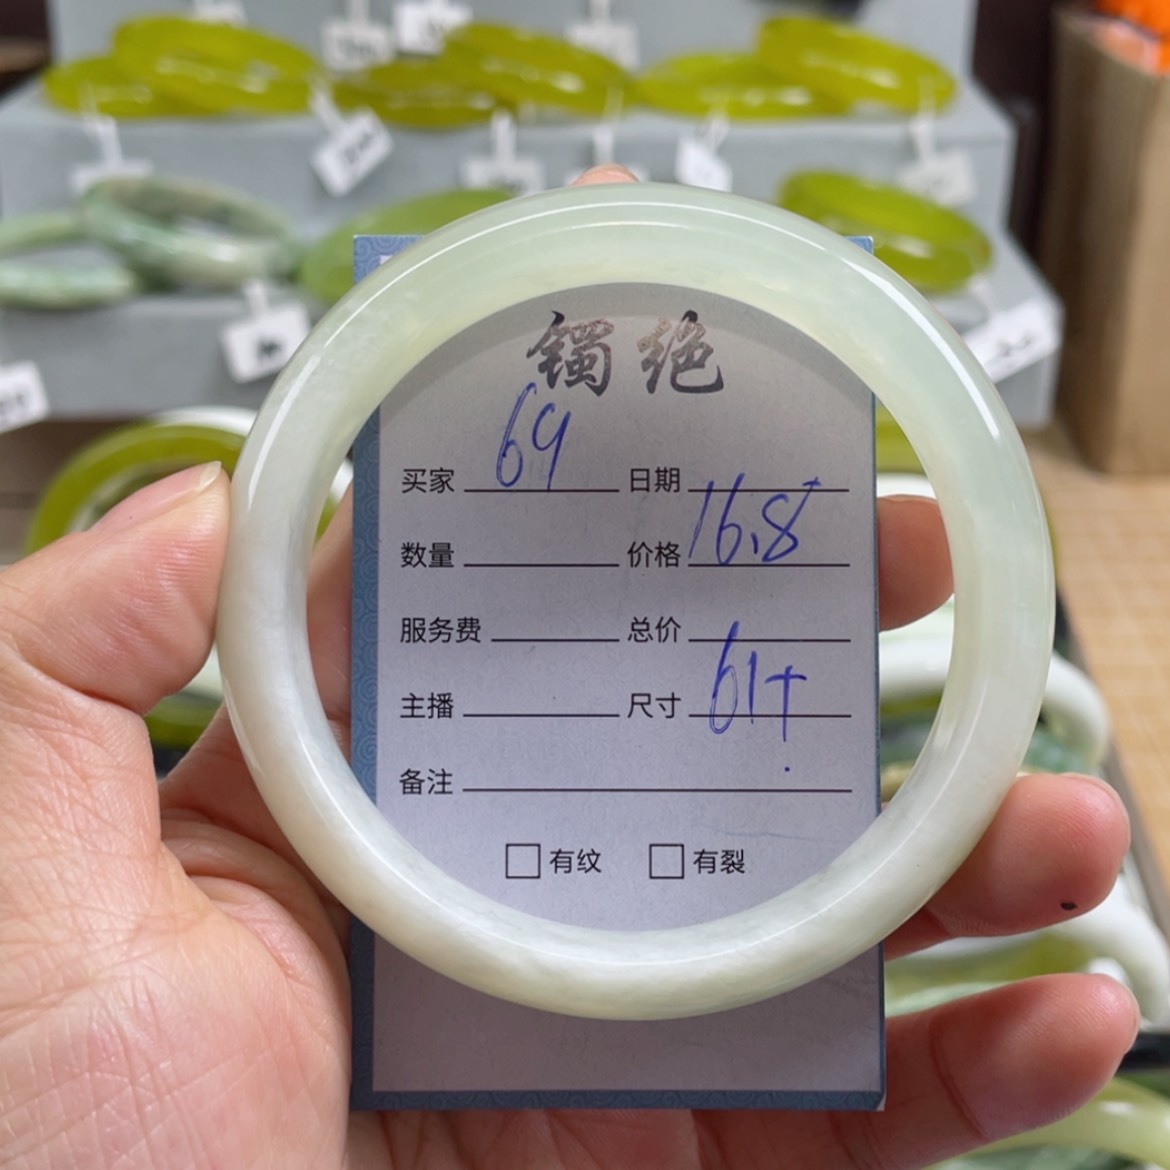 镯绝
买家 69 日期
数量 价格 16.8+
服务费 总价
主播 尺寸 61+
备注
□ 有纹 □ 有裂